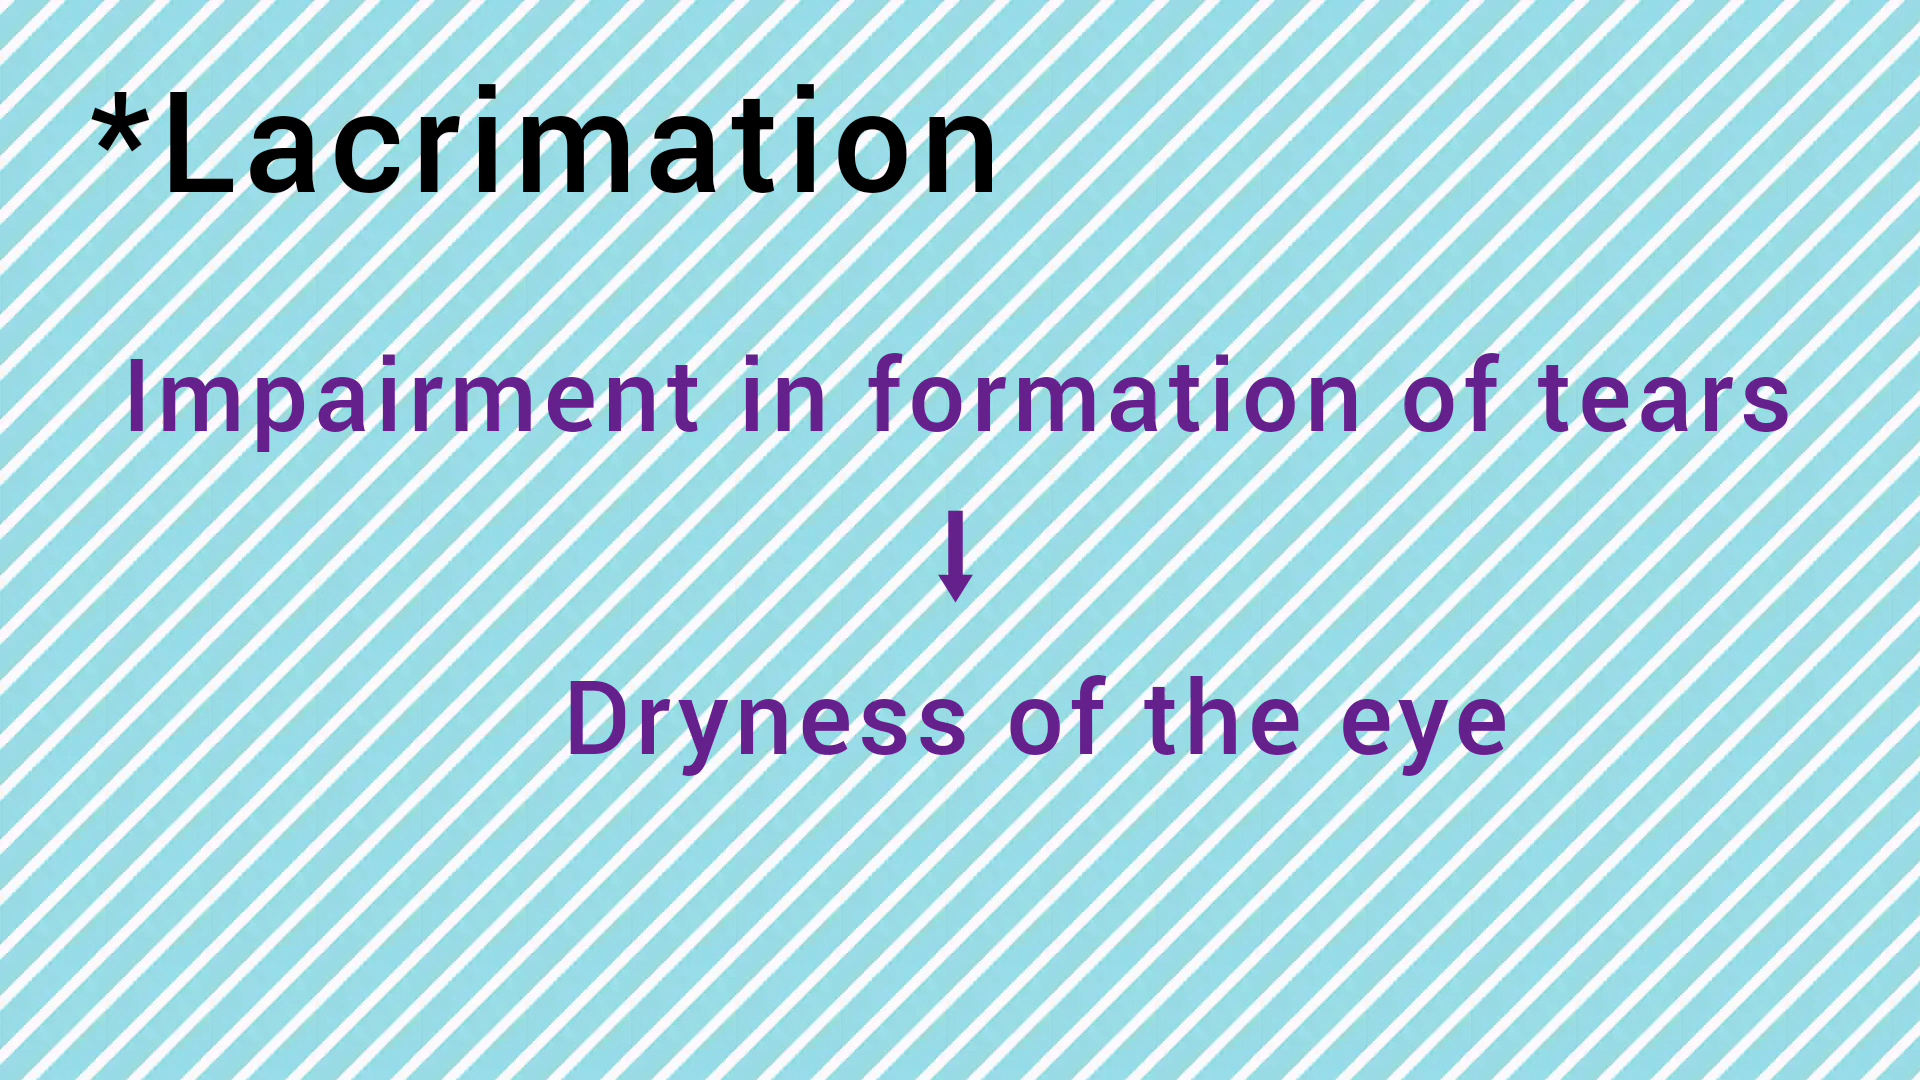 *Lacrimation
Impairment in formation of tears
Dryness of the eye